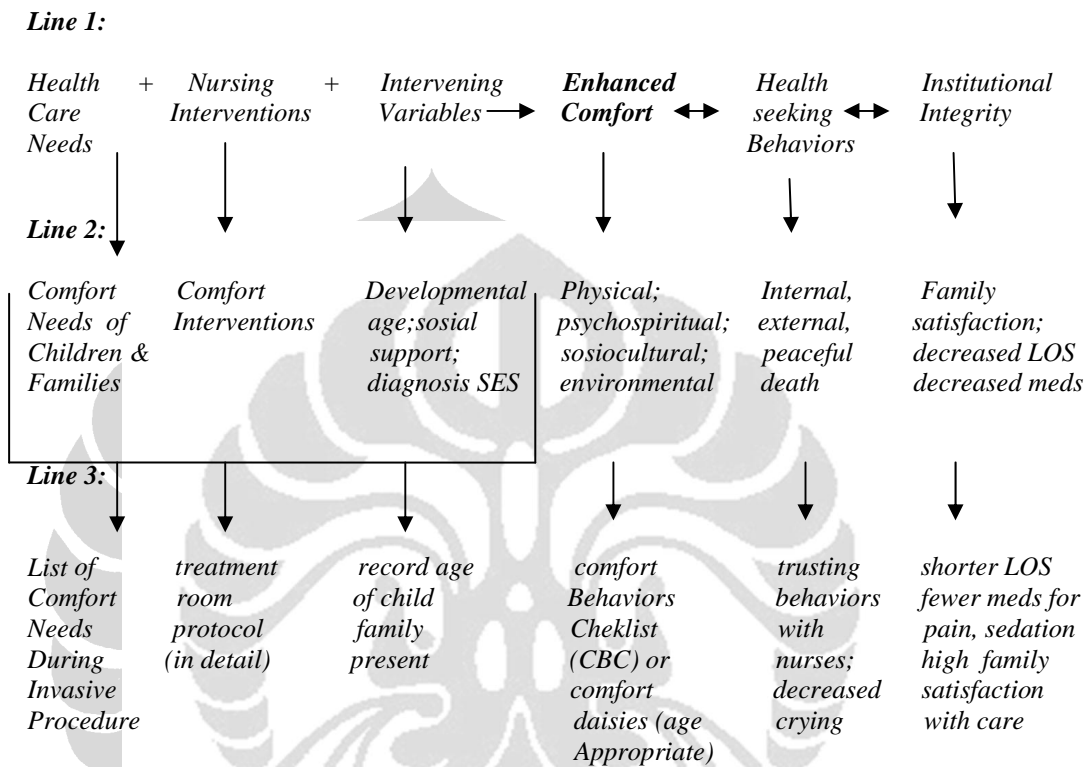 Line 1:
Health + Nursing + Intervening Enhanced Health Institutional
Care Interventions Variables Comfort seeking Integrity
Needs Behaviors
Line 2:
Comfort Comfort Developmental Physical; Internal, Family
Needs of Interventions age;sosial psychospiritual; external, satisfaction;
Children & support; sosiocultural; peaceful decreased LOS
Families diagnosis SES environmental death decreased meds
Line 3:
List of treatment record age comfort trusting shorter LOS
Comfort room of child Behaviors behaviors fewer meds for
Needs protocol family Cheklist with pain, sedation
During (in detail) present (CBC) or nurses; high family
Invasive comfort decreased satisfaction
Procedure daisies (age crying with care
Appropriate)